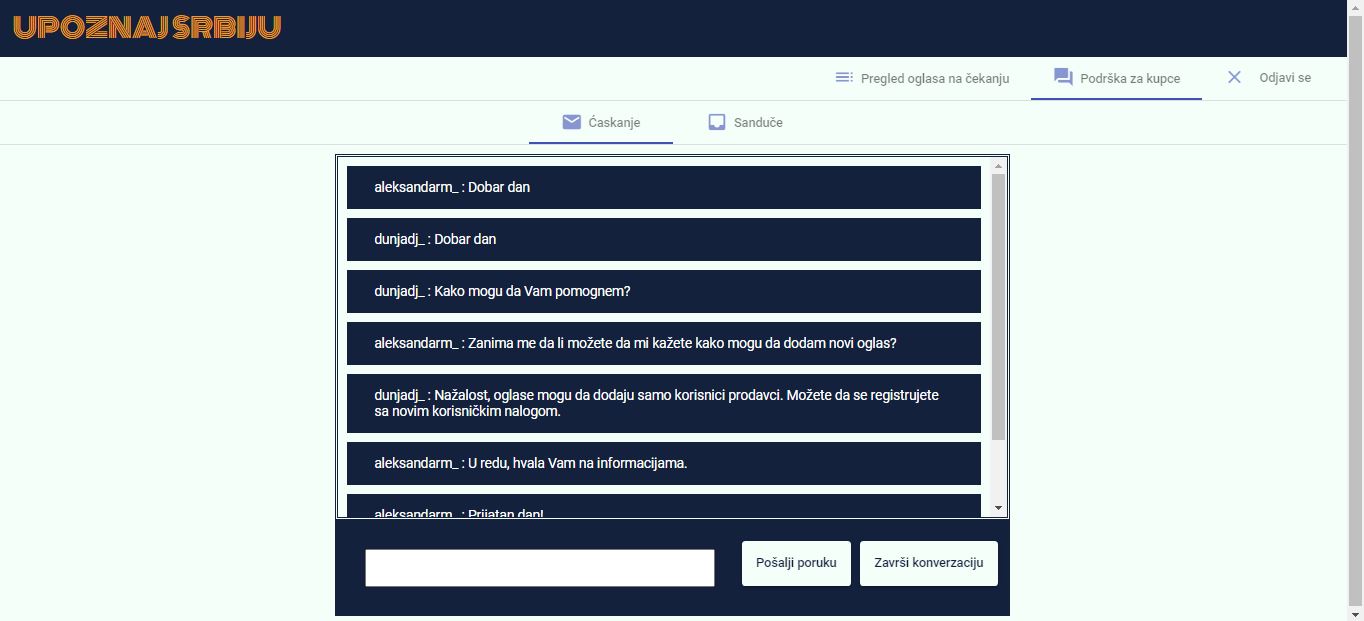 UPOZNAJ SRBIJU
Pregled oglasa na čekanju
Podrška za kupce
Odjavi se
Ćaskanje
Sanduče
aleksandarm_ : Dobar dan
dunjadj_ : Dobar dan
dunjadj_ : Kako mogu da Vam pomognem?
aleksandarm_ : Zanima me da li možete da mi kažete kako mogu da dodam novi oglas?
dunjadj_ : Nažalost, oglase mogu da dodaju samo korisnici prodavci. Možete da se registrujete
sa novim korisničkim nalogom.
aleksandarm_ : U redu, hvala Vam na informacijama.
aleksandarm_ : Prijatan dan!
Pošalji poruku
Završi konverzaciju